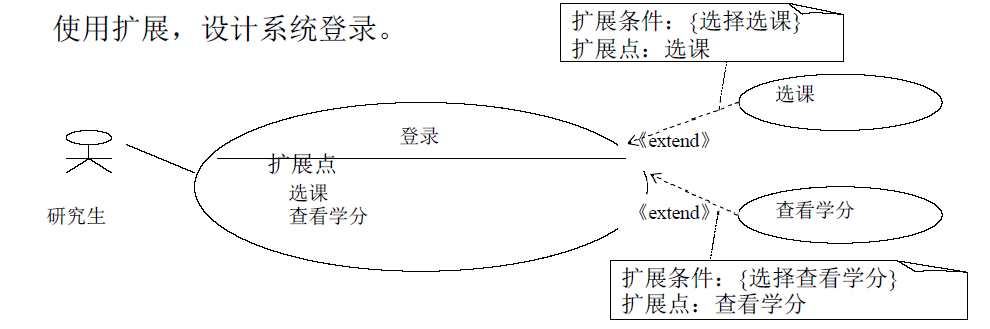 使用扩展，设计系统登录。
扩展条件：{选择选课}
扩展点：选课
选课
登录
《extend》
扩展点
选课
查看学分
研究生
《extend》
查看学分
扩展条件：{选择查看学分}
扩展点：查看学分